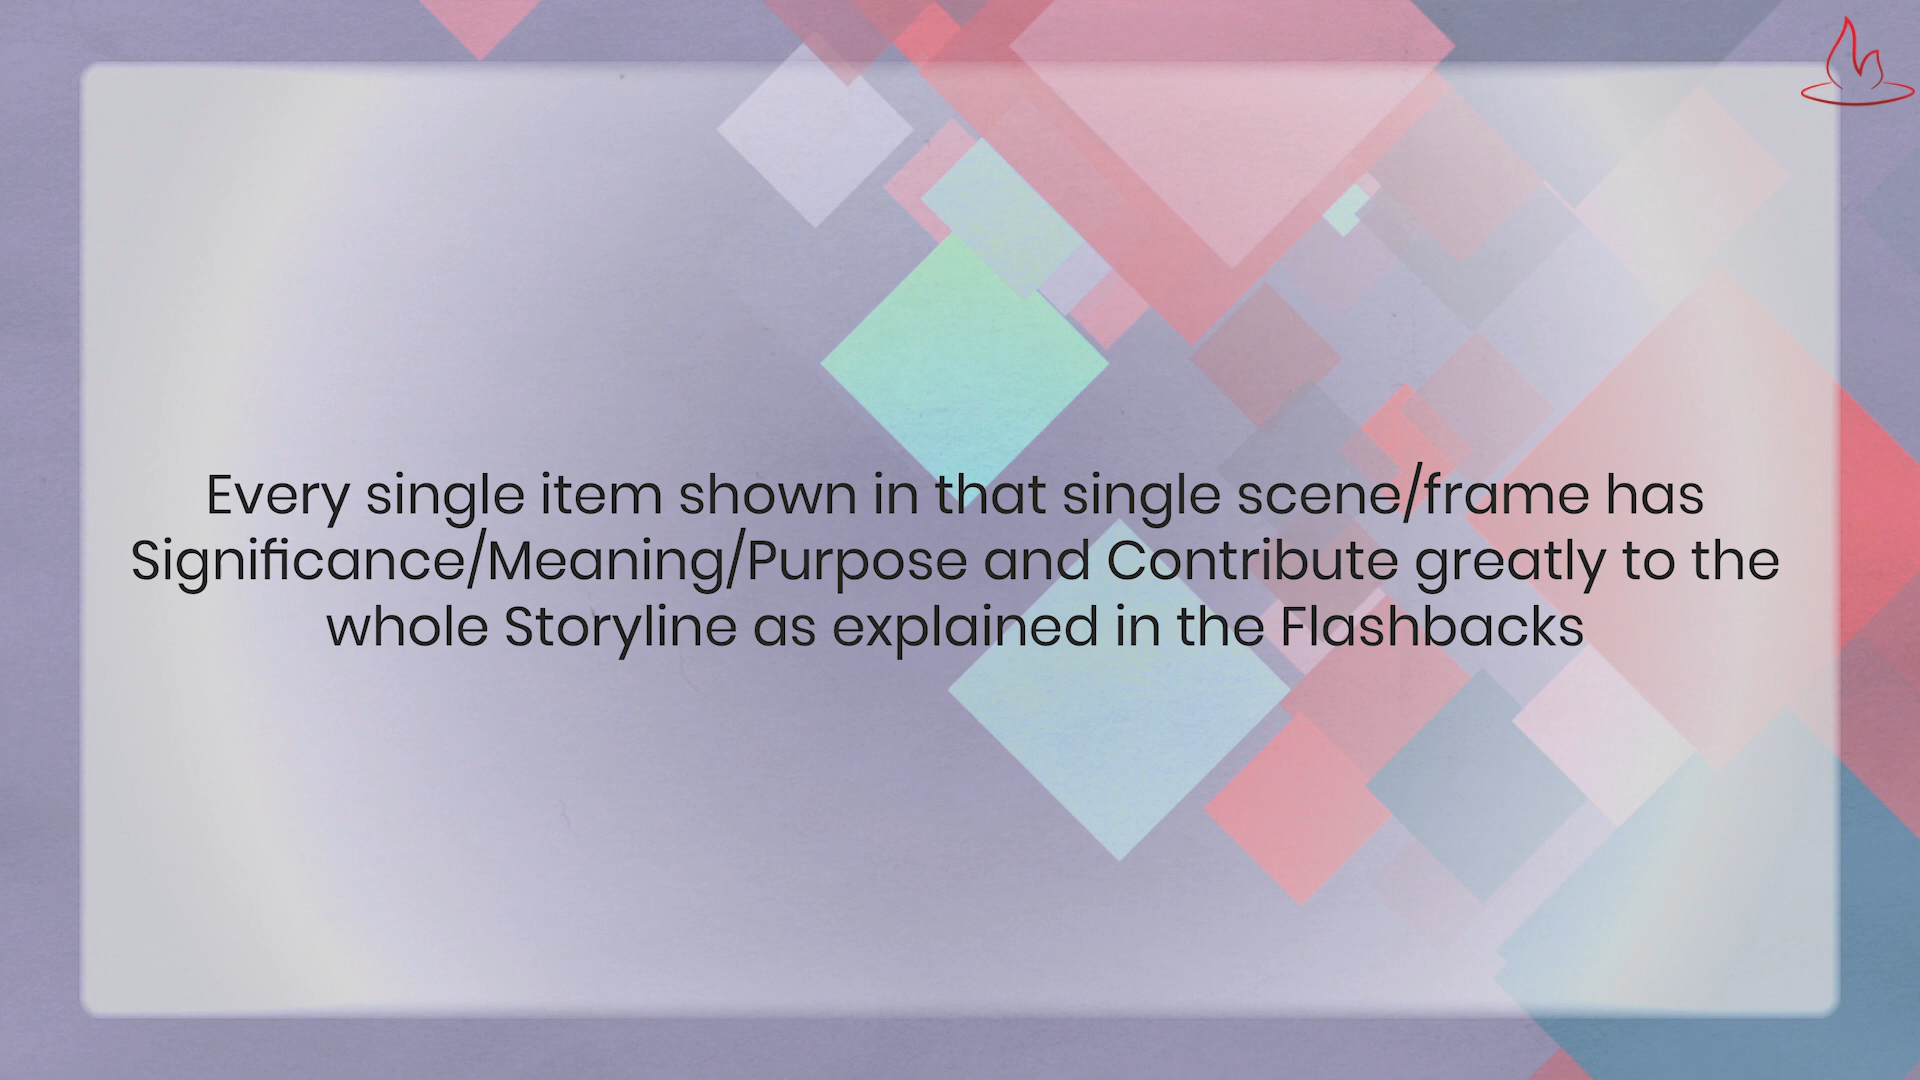 Every single item shown in that single scene/frame has
Significance/Meaning/Purpose and Contribute greatly to the
whole Storyline as explained in the Flashbacks